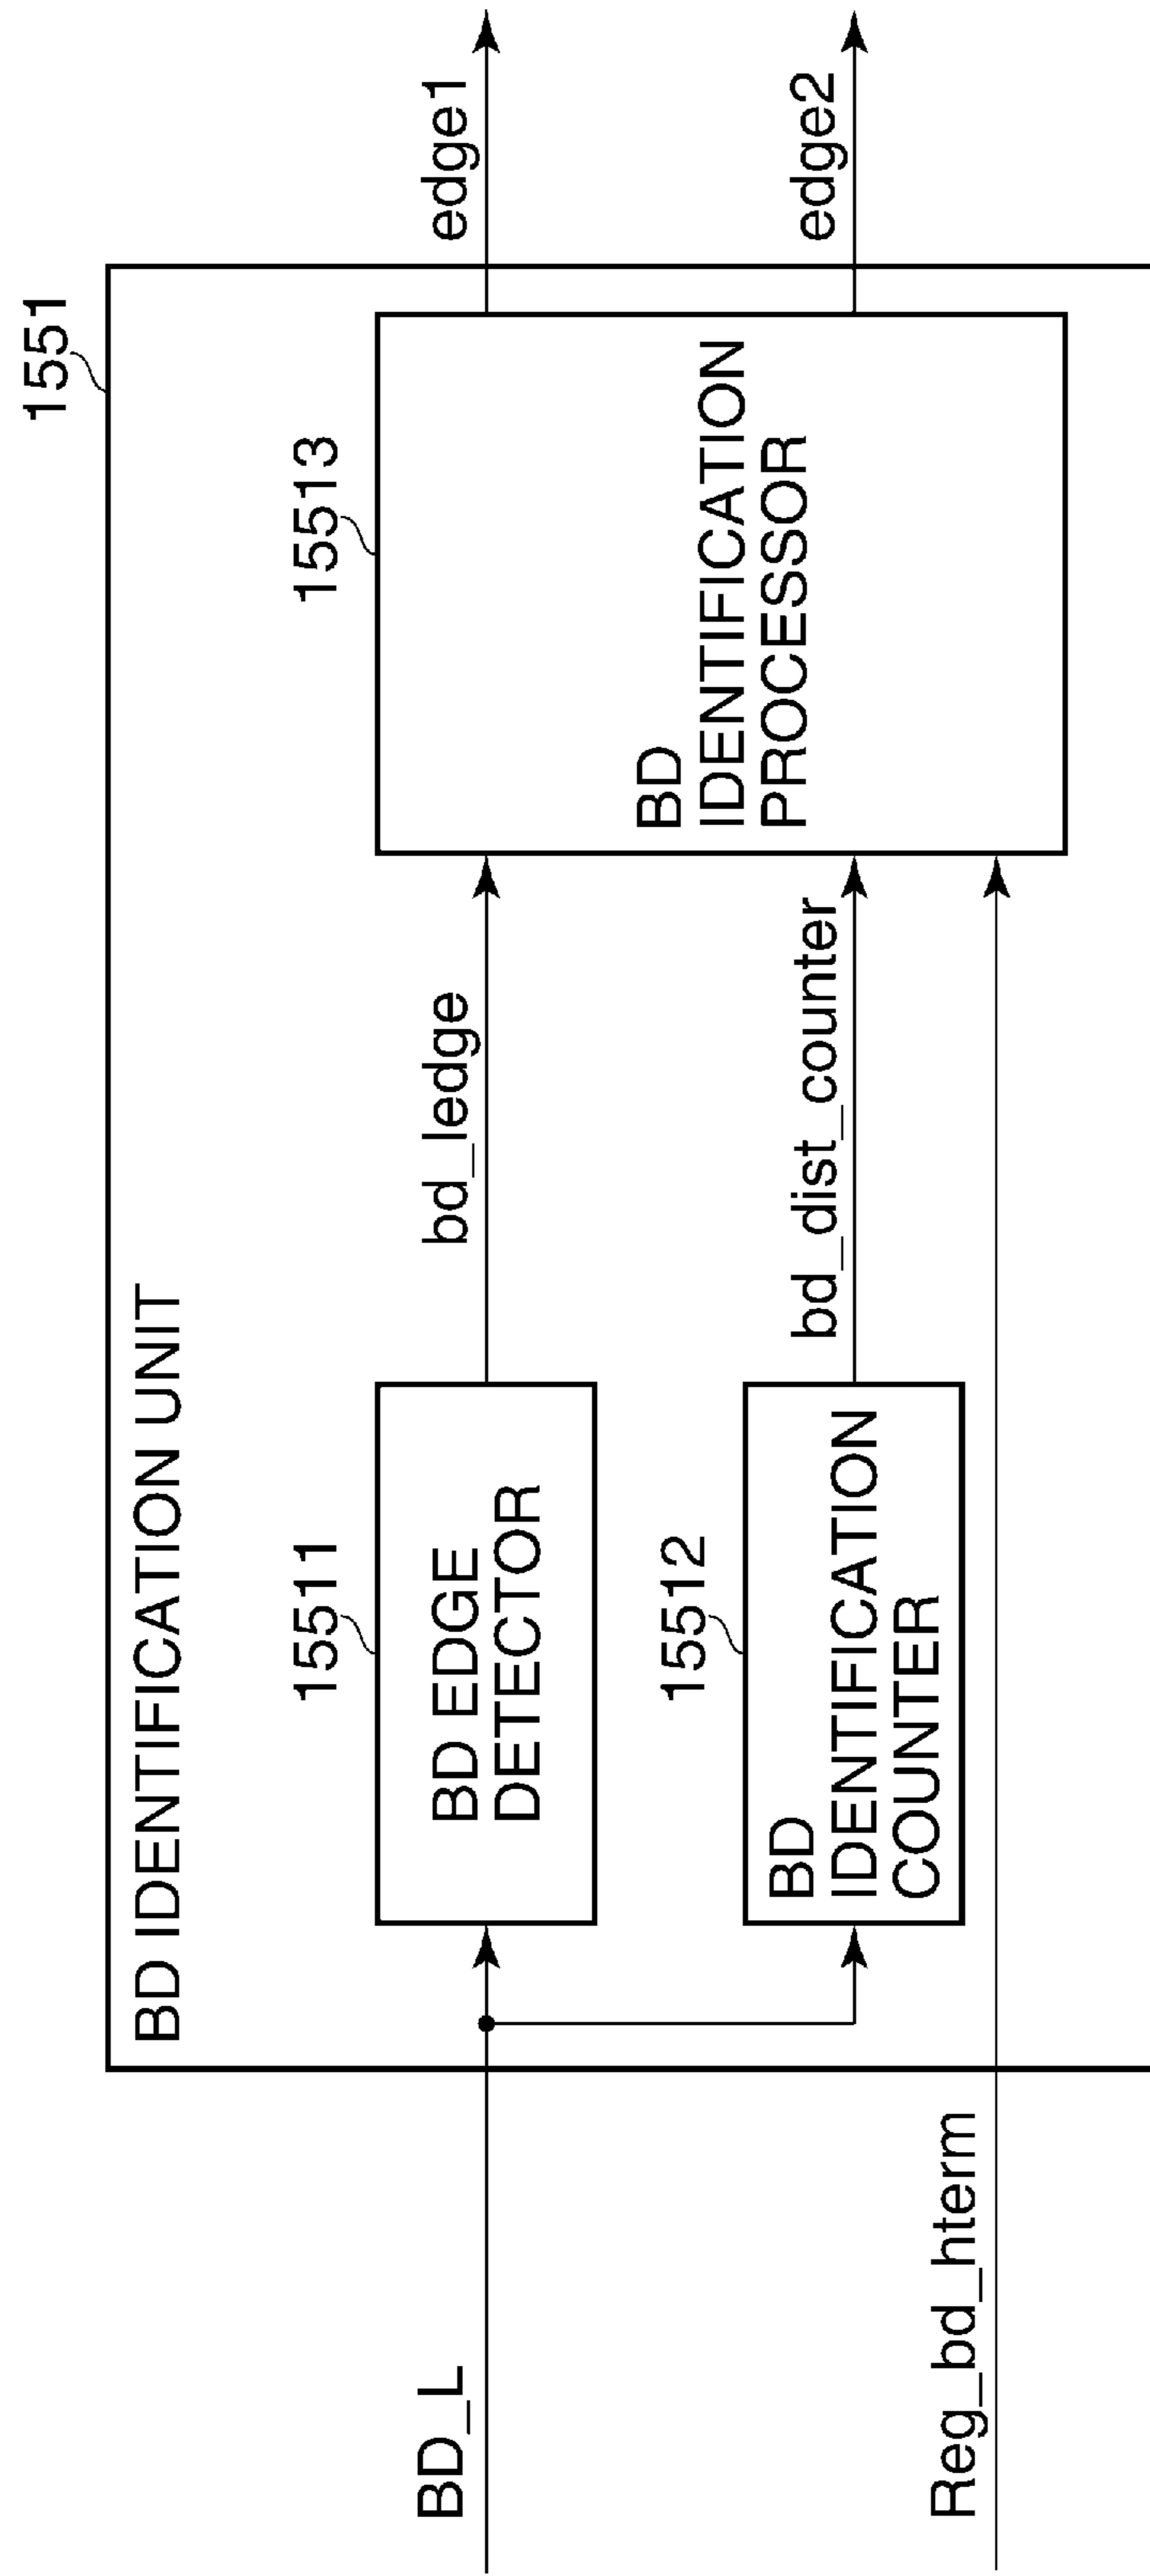 1551
BD IDENTIFICATION UNIT
15511
BD EDGE
DETECTOR
15513
BD
IDENTIFICATION
PROCESSOR
15512
BD
IDENTIFICATION
COUNTER
BD_L
bd_ledge
edge1
bd_dist_counter
edge2
Reg_bd_hterm